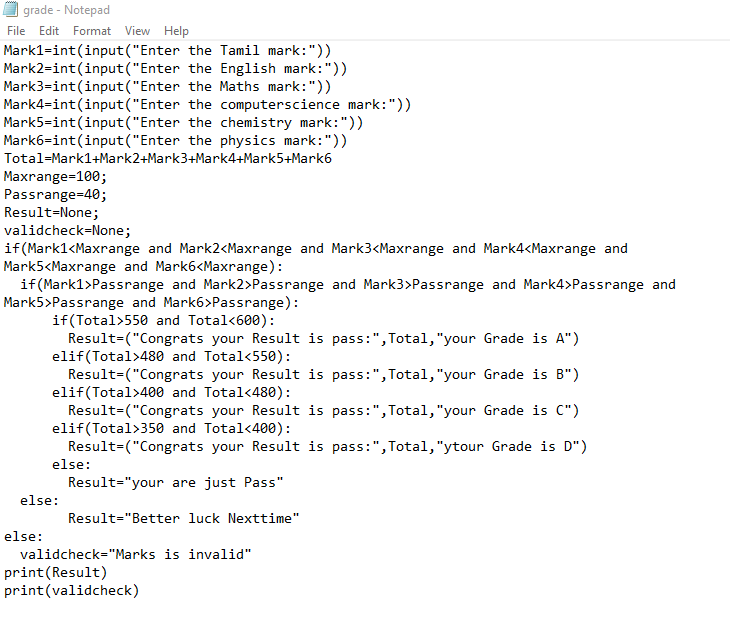 grade - Notepad
File Edit Format View Help
Mark1=int(input("Enter the Tamil mark:"))
Mark2=int(input("Enter the English mark:"))
Mark3=int(input("Enter the Maths mark:"))
Mark4=int(input("Enter the computerscience mark:"))
Mark5=int(input("Enter the chemistry mark:"))
Mark6=int(input("Enter the physics mark:"))
Total=Mark1+Mark2+Mark3+Mark4+Mark5+Mark6
Maxrange=100;
Passrange=40;
Result=None;
validcheck=None;
if(Mark1<Maxrange and Mark2<Maxrange and Mark3<Maxrange and Mark4<Maxrange and
Mark5<Maxrange and Mark6<Maxrange):
  if(Mark1>Passrange and Mark2>Passrange and Mark3>Passrange and Mark4>Passrange and
Mark5>Passrange and Mark6>Passrange):
      if(Total>550 and Total<600):
        Result=("Congrats your Result is pass:",Total,"your Grade is A")
      elif(Total>480 and Total<550):
        Result=("Congrats your Result is pass:",Total,"your Grade is B")
      elif(Total>400 and Total<480):
        Result=("Congrats your Result is pass:",Total,"your Grade is C")
      elif(Total>350 and Total<400):
        Result=("Congrats your Result is pass:",Total,"ytour Grade is D")
      else:
        Result="your are just Pass"
  else:
        Result="Better luck Nexttime"
else:
  validcheck="Marks is invalid"
print(Result)
print(validcheck)